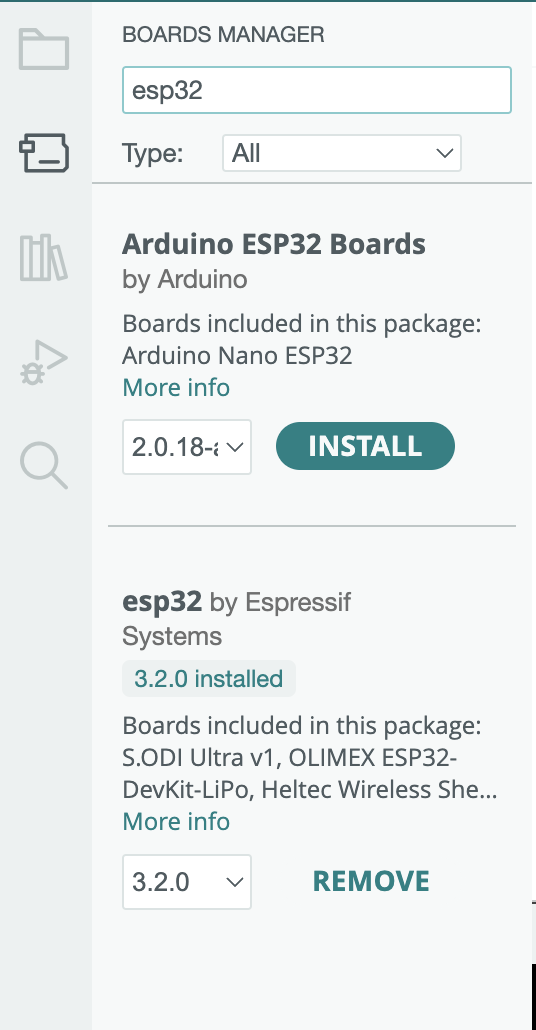 BOARDS MANAGER
esp32
Type: All
Arduino ESP32 Boards
by Arduino
Boards included in this package:
Arduino Nano ESP32
More info
2.0.18-a INSTALL
esp32 by Espressif
Systems
3.2.0 installed
Boards included in this package:
S.ODI Ultra v1, OLIMEX ESP32-
DevKit-LiPo, Heltec Wireless She...
More info
3.2.0 REMOVE